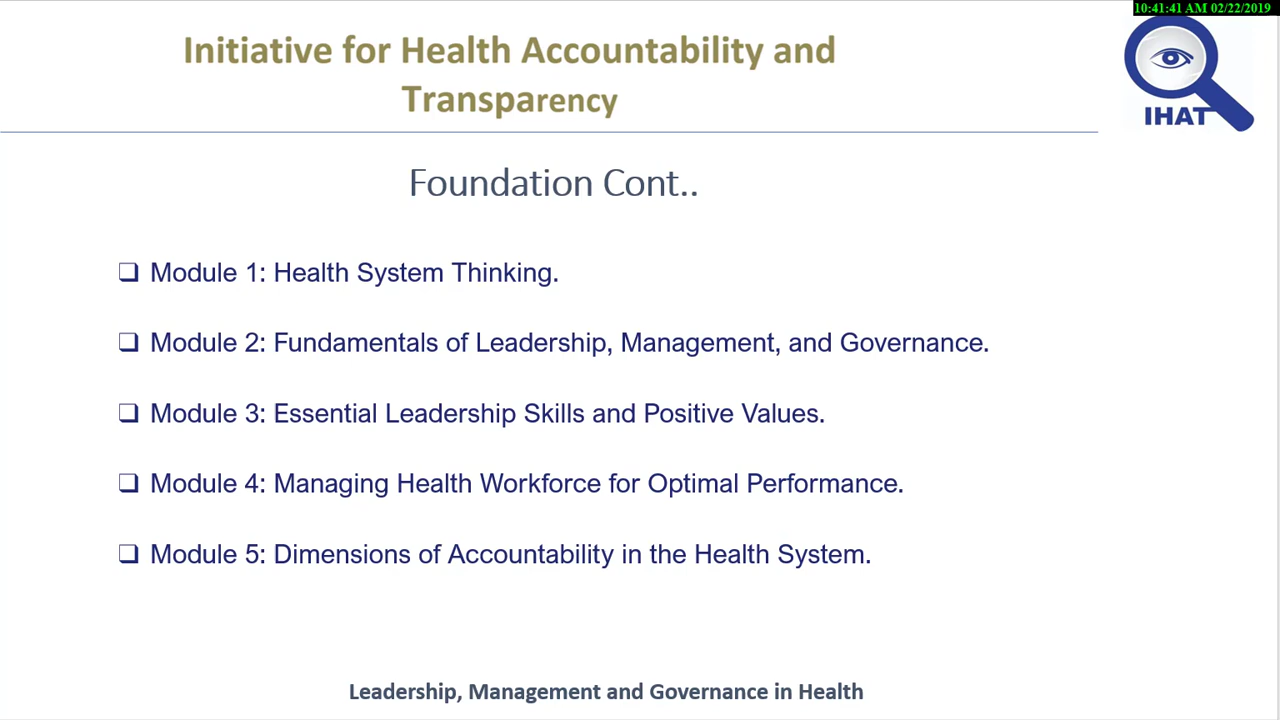 10:41:41 AM 02/22/2019
Initiative for Health Accountability and
Transparency
IHAT
Foundation Cont..
❑ Module 1: Health System Thinking.
❑ Module 2: Fundamentals of Leadership, Management, and Governance.
❑ Module 3: Essential Leadership Skills and Positive Values.
❑ Module 4: Managing Health Workforce for Optimal Performance.
❑ Module 5: Dimensions of Accountability in the Health System.
Leadership, Management and Governance in Health